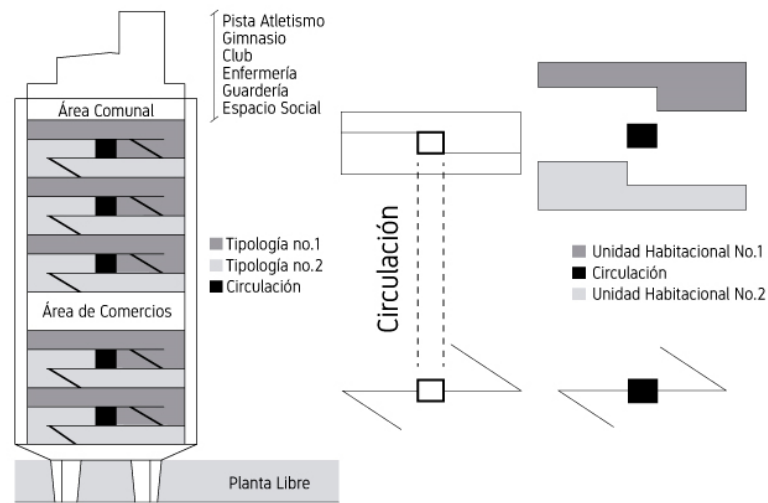 Pista Atletismo
Gimnasio
Club
Enfermería
Guardería
Espacio Social
Área Comunal
Tipología no.1
Tipología no.2
Circulación
Área de Comercios
Planta Libre
Circulación
Unidad Habitacional No.1
Circulación
Unidad Habitacional No.2